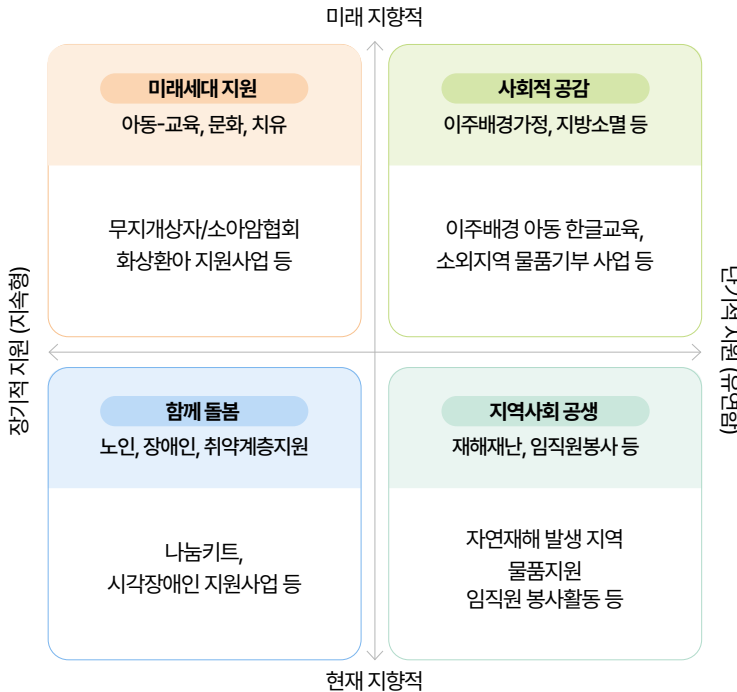 미래 지향적
미래세대 지원
아동-교육, 문화, 치유
무지개상자/소아암협회
화상환아 지원사업 등
사회적 공감
이주배경가정, 지방소멸 등
이주배경 아동 한글교육,
소외지역 물품기부 사업 등
장기적 지원 (지속형)
단기적 지원 (유연함)
함께 돌봄
노인, 장애인, 취약계층지원
나눔키트,
시각장애인 지원사업 등
지역사회 공생
재해재난, 임직원봉사 등
자연재해 발생 지역
물품지원
임직원 봉사활동 등
현재 지향적